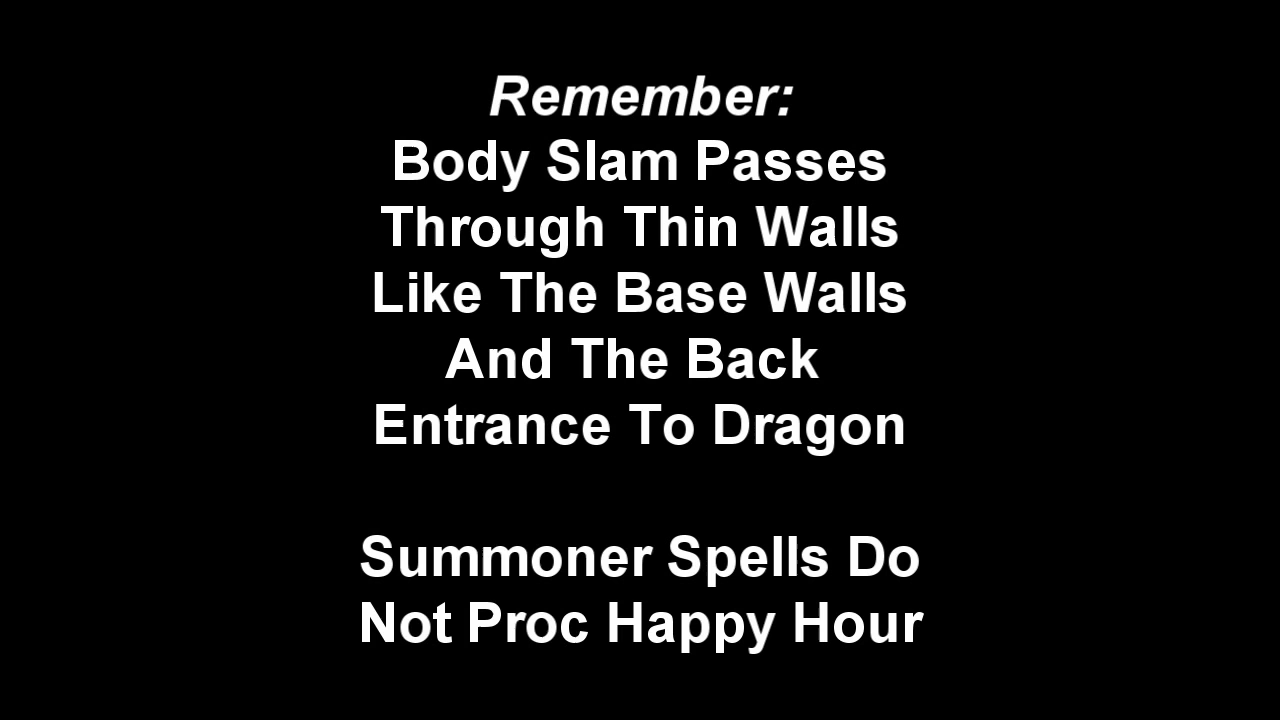 Remember:
Body Slam Passes
Through Thin Walls
Like The Base Walls
And The Back
Entrance To Dragon
Summoner Spells Do
Not Proc Happy Hour